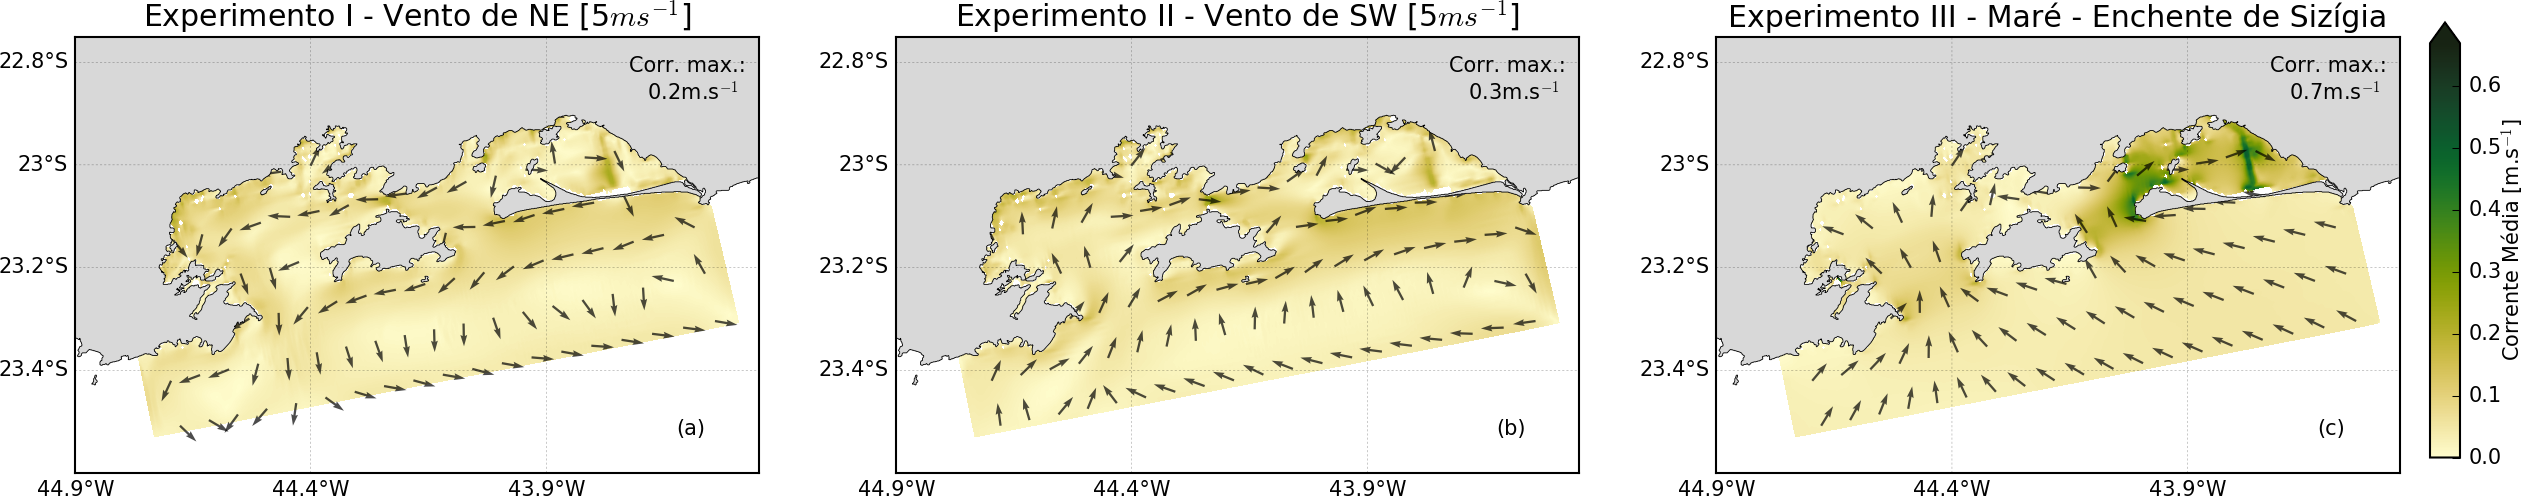 Experimento I - Vento de NE [5ms⁻¹]
Corr. max.:
0.2m.s⁻¹
22.8°S
23°S
23.2°S
23.4°S
(a)
44.9°W 44.4°W 43.9°W
Experimento II - Vento de SW [5ms⁻¹]
Corr. max.:
0.3m.s⁻¹
22.8°S
23°S
23.2°S
23.4°S
(b)
44.9°W 44.4°W 43.9°W
Experimento III - Maré - Enchente de Sizígia
Corr. max.:
0.7m.s⁻¹
22.8°S
23°S
23.2°S
23.4°S
(c)
44.9°W 44.4°W 43.9°W
0.6
0.5
0.4
0.3
0.2
0.1
0.0
Corrente Média [m.s⁻¹]